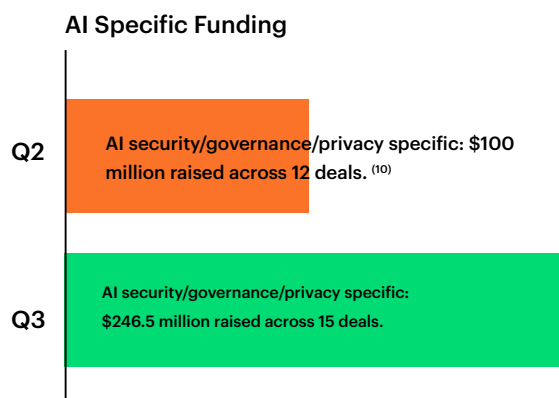 AI Specific Funding
Q2
AI security/governance/privacy specific: $100
million raised across 12 deals. (10)
Q3
AI security/governance/privacy specific:
$246.5 million raised across 15 deals.